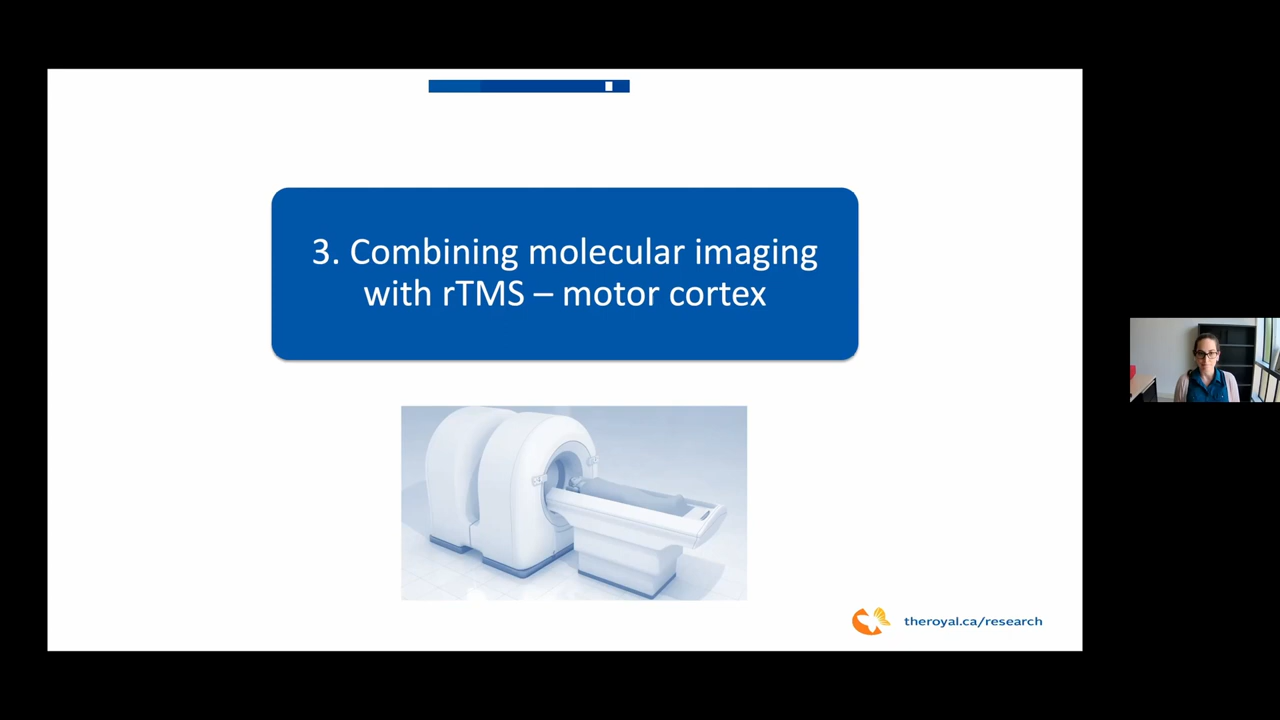 3. Combining molecular imaging
with rTMS – motor cortex
theroyal.ca/research